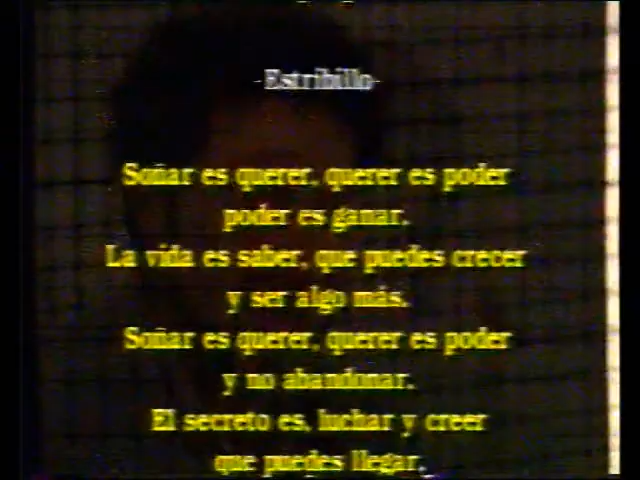 -Estribillo-
Soñar es querer, querer es poder
poder es ganar.
La vida es saber, que puedes crecer
y ser algo más.
Soñar es querer, querer es poder
y no abandonar.
El secreto es, luchar y creer
que puedes llegar.